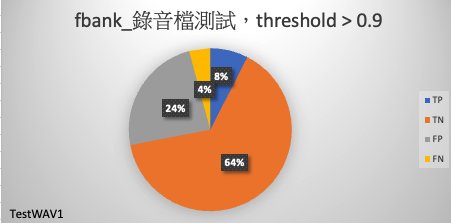 fbank_錄音檔測試，threshold > 0.9
8%
4%
24%
64%
TP
TN
FP
FN
TestWAV1